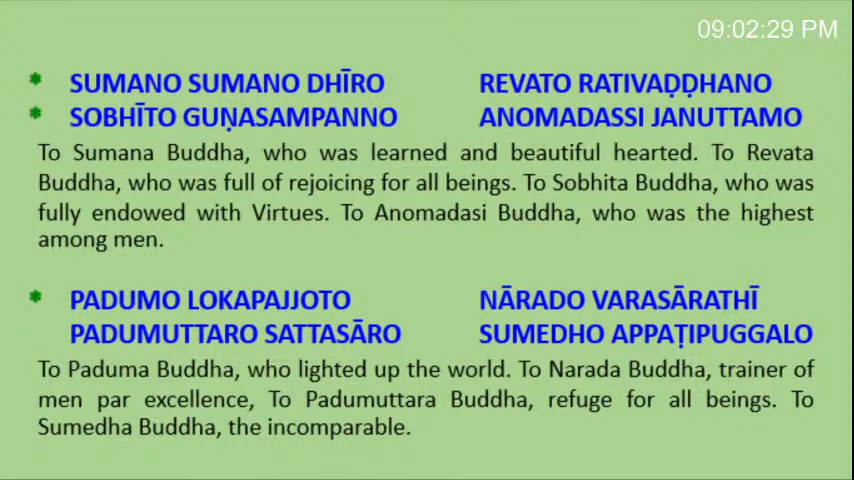 09:02:29 PM
* SUMANO SUMANO DHĪRO REVATO RATIVAḌḌHANO
* SOBHĪTO GUṆASAMPANNO ANOMADASSI JANUTTAMO
To Sumana Buddha, who was learned and beautiful hearted. To Revata
Buddha, who was full of rejoicing for all beings. To Sobhita Buddha, who was
fully endowed with Virtues. To Anomadasi Buddha, who was the highest
among men.
* PADUMO LOKAPAJJOTO NĀRADO VARASĀRATHĪ
PADUMUTTARO SATTASĀRO SUMEDHO APPAṬIPUGGALO
To Paduma Buddha, who lighted up the world. To Narada Buddha, trainer of
men par excellence, To Padumuttara Buddha, refuge for all beings. To
Sumedha Buddha, the incomparable.